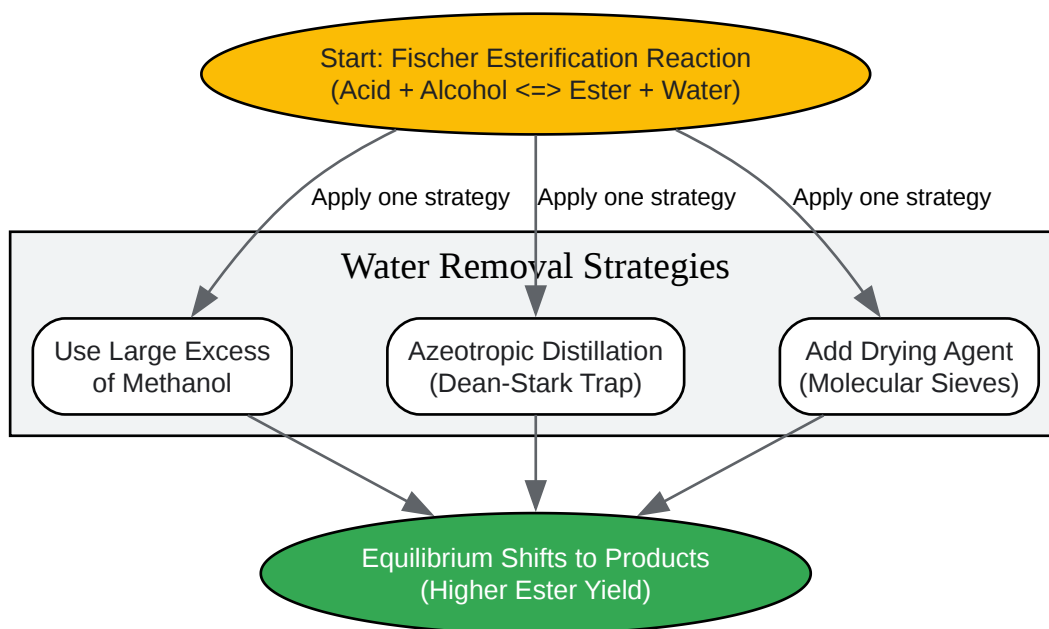 Start: Fischer Esterification Reaction
(Acid + Alcohol <=> Ester + Water)
Apply one strategy
Apply one strategy
Apply one strategy
Water Removal Strategies
Use Large Excess
of Methanol
Azeotropic Distillation
(Dean-Stark Trap)
Add Drying Agent
(Molecular Sieves)
Equilibrium Shifts to Products
(Higher Ester Yield)